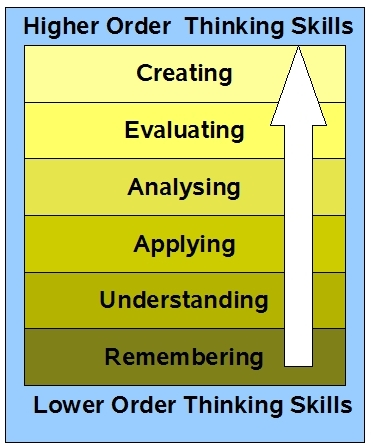 Higher Order Thinking Skills
Creating
Evaluating
Analysing
Applying
Understanding
Remembering
Lower Order Thinking Skills